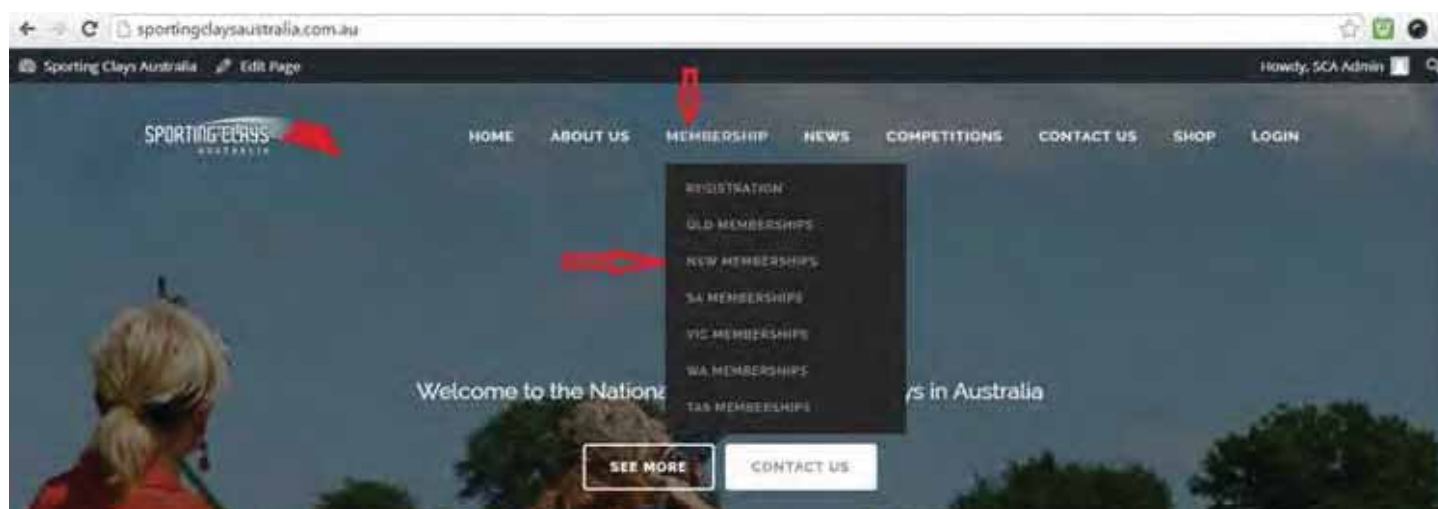 sportingclaysaustralia.com.au
Sporting Clays Australia Edit Page Howdy, SCA Admin
SPORTING CLAYS
AUSTRALIA
HOME ABOUT US MEMBERSHIP NEWS COMPETITIONS CONTACT US SHOP LOGIN
REGISTRATION
QLD MEMBERSHIPS
NSW MEMBERSHIPS
SA MEMBERSHIPS
VIC MEMBERSHIPS
WA MEMBERSHIPS
TAS MEMBERSHIPS
Welcome to the Nationa ys in Australia
SEE MORE CONTACT US